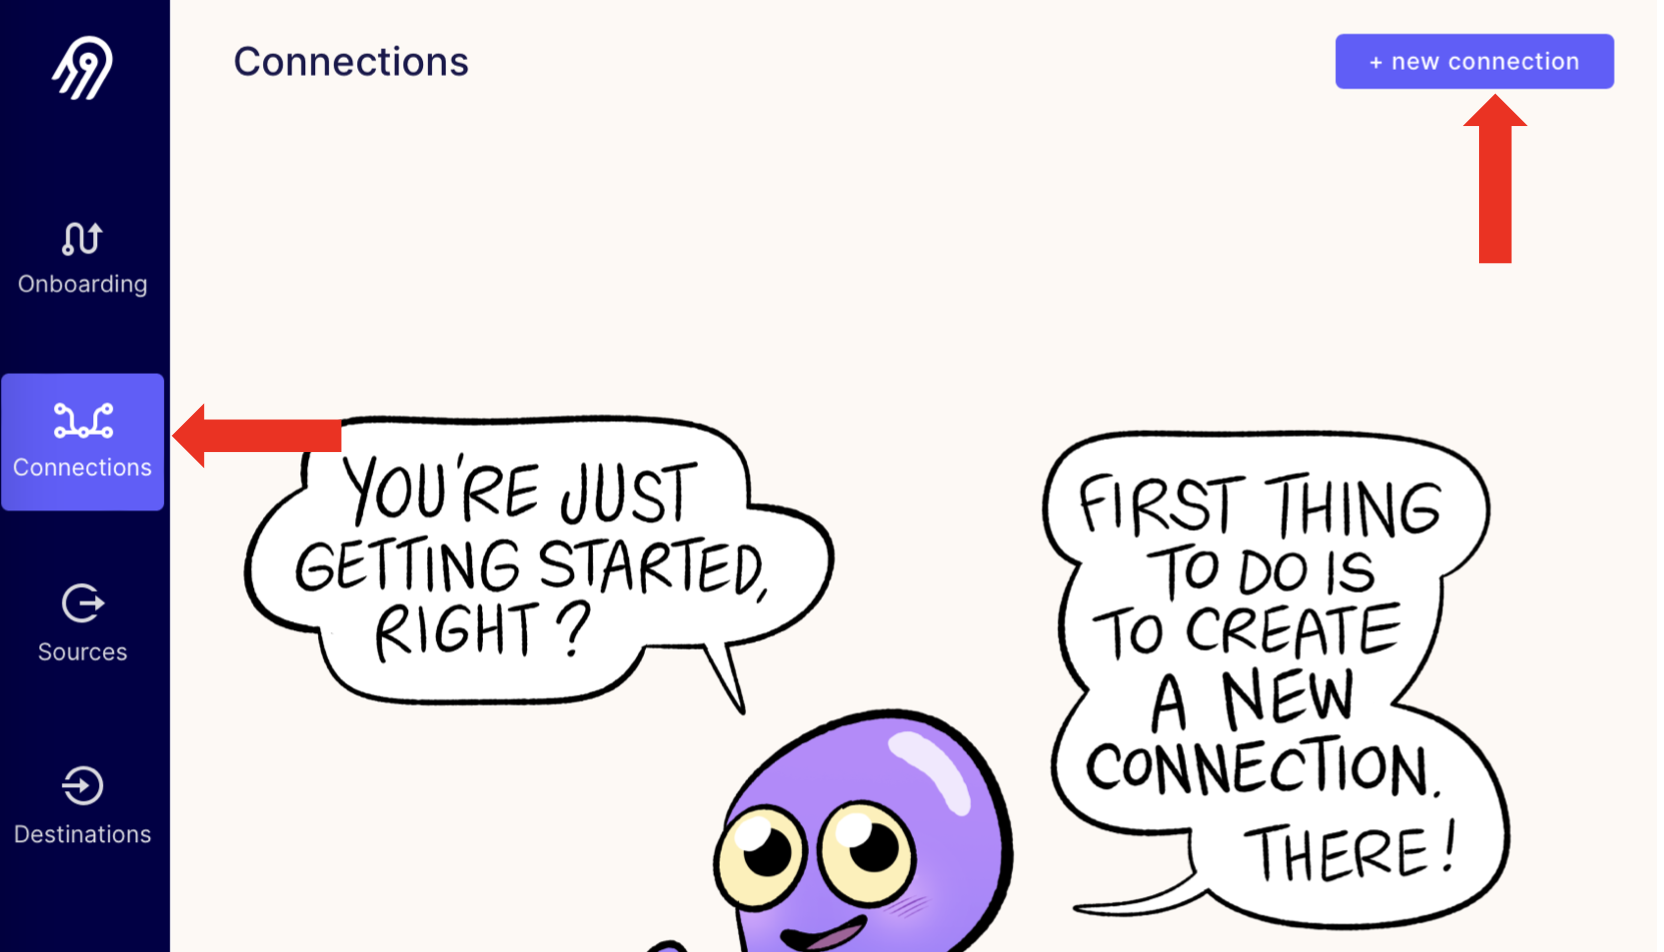 Connections
+ new connection
Onboarding
Connections
Sources
Destinations
YOU'RE JUST
GETTING STARTED,
RIGHT?
FIRST THING
TO DO IS
TO CREATE
A NEW
CONNECTION.
THERE!